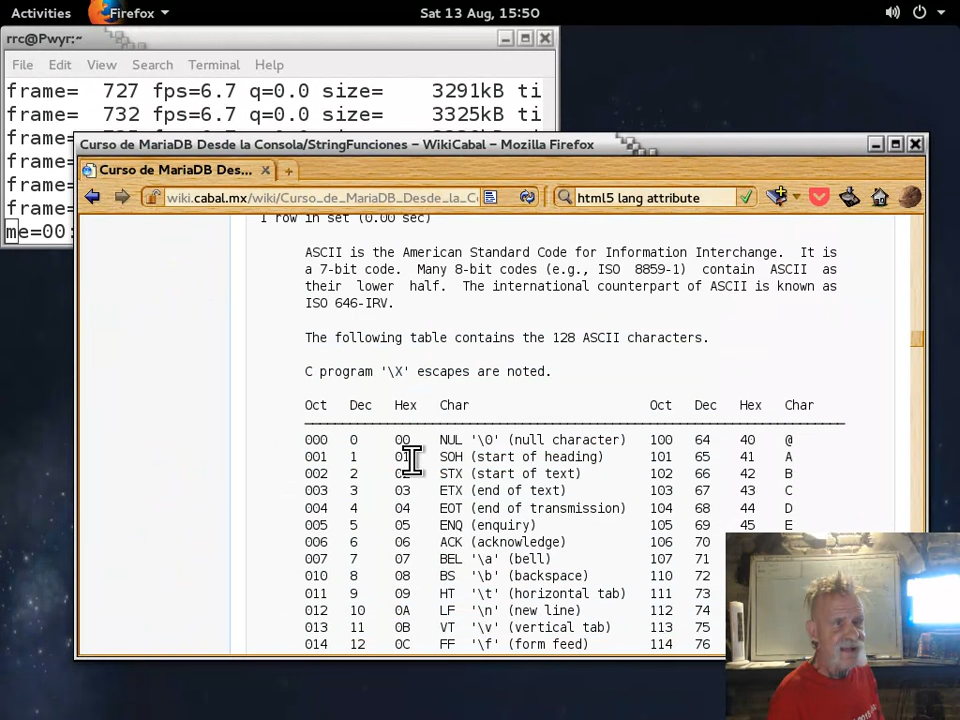 Activities Firefox Sat 13 Aug, 15:50
rrc@Pwyr:~
File Edit View Search Terminal Help
frame= 727 fps=6.7 q=0.0 size= 3291kB ti
frame= 732 fps=6.7 q=0.0 size= 3325kB ti
frame=
frame=
frame=
me=00:
Curso de MariaDB Desde la Consola/StringFunciones - WikiCabal - Mozilla Firefox
Curso de MariaDB Des...
wiki.cabal.mx/wiki/Curso_de_MariaDB_Desde_la_C
html5 lang attribute
1 row in set (0.00 sec)
ASCII is the American Standard Code for Information Interchange. It is
a 7-bit code. Many 8-bit codes (e.g., ISO 8859-1) contain ASCII as
their lower half. The international counterpart of ASCII is known as
ISO 646-IRV.
The following table contains the 128 ASCII characters.
C program '\X' escapes are noted.
Oct Dec Hex Char Oct Dec Hex Char
000 0 00 NUL '\0' (null character) 100 64 40 @
001 1 01 SOH (start of heading) 101 65 41 A
002 2 02 STX (start of text) 102 66 42 B
003 3 03 ETX (end of text) 103 67 43 C
004 4 04 EOT (end of transmission) 104 68 44 D
005 5 05 ENQ (enquiry) 105 69 45 E
006 6 06 ACK (acknowledge) 106 70
007 7 07 BEL '\a' (bell) 107 71
010 8 08 BS '\b' (backspace) 110 72
011 9 09 HT '\t' (horizontal tab) 111 73
012 10 0A LF '\n' (new line) 112 74
013 11 0B VT '\v' (vertical tab) 113 75
014 12 0C FF '\f' (form feed) 114 76